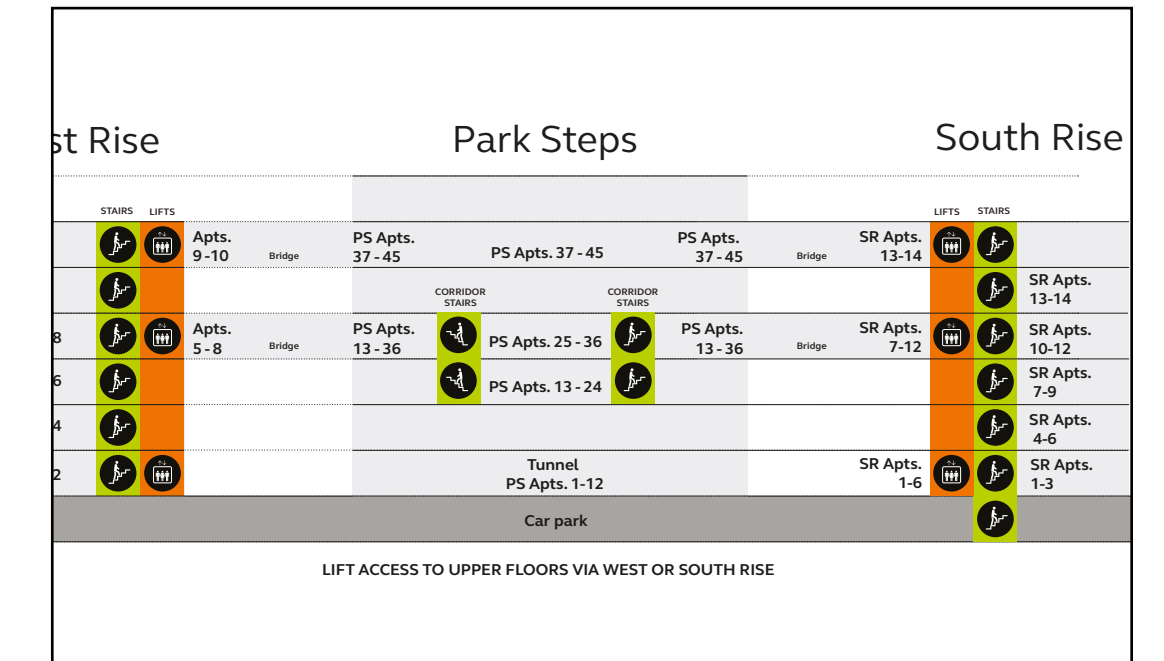 st Rise
Park Steps
South Rise
STAIRS LIFTS
LIFTS STAIRS
Apts.
9-10
Bridge
PS Apts.
37 - 45
PS Apts. 37 - 45
PS Apts.
37 - 45
Bridge
SR Apts.
13-14
CORRIDOR
STAIRS
CORRIDOR
STAIRS
SR Apts.
13-14
8
Apts.
5 - 8
Bridge
PS Apts.
13 - 36
PS Apts. 25 - 36
PS Apts.
13 - 36
Bridge
SR Apts.
7-12
SR Apts.
10-12
6
PS Apts. 13 - 24
SR Apts.
7-9
4
SR Apts.
4-6
2
Tunnel
PS Apts. 1-12
SR Apts.
1-6
SR Apts.
1-3
Car park
LIFT ACCESS TO UPPER FLOORS VIA WEST OR SOUTH RISE